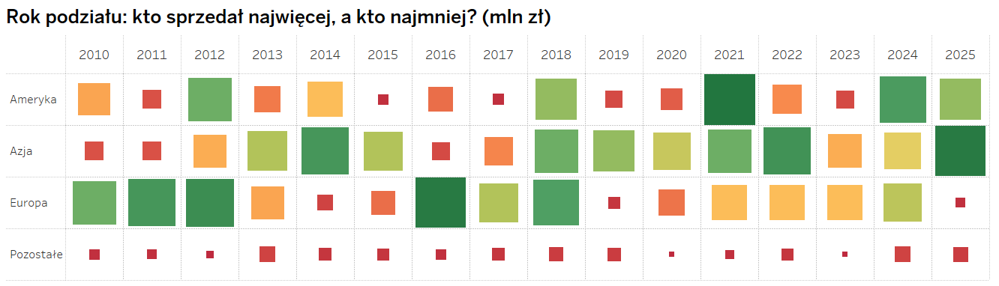 Rok podziału: kto sprzedał najwięcej, a kto najmniej? (mln zł)
2010 2011 2012 2013 2014 2015 2016 2017 2018 2019 2020 2021 2022 2023 2024 2025
Ameryka
Azja
Europa
Pozostałe